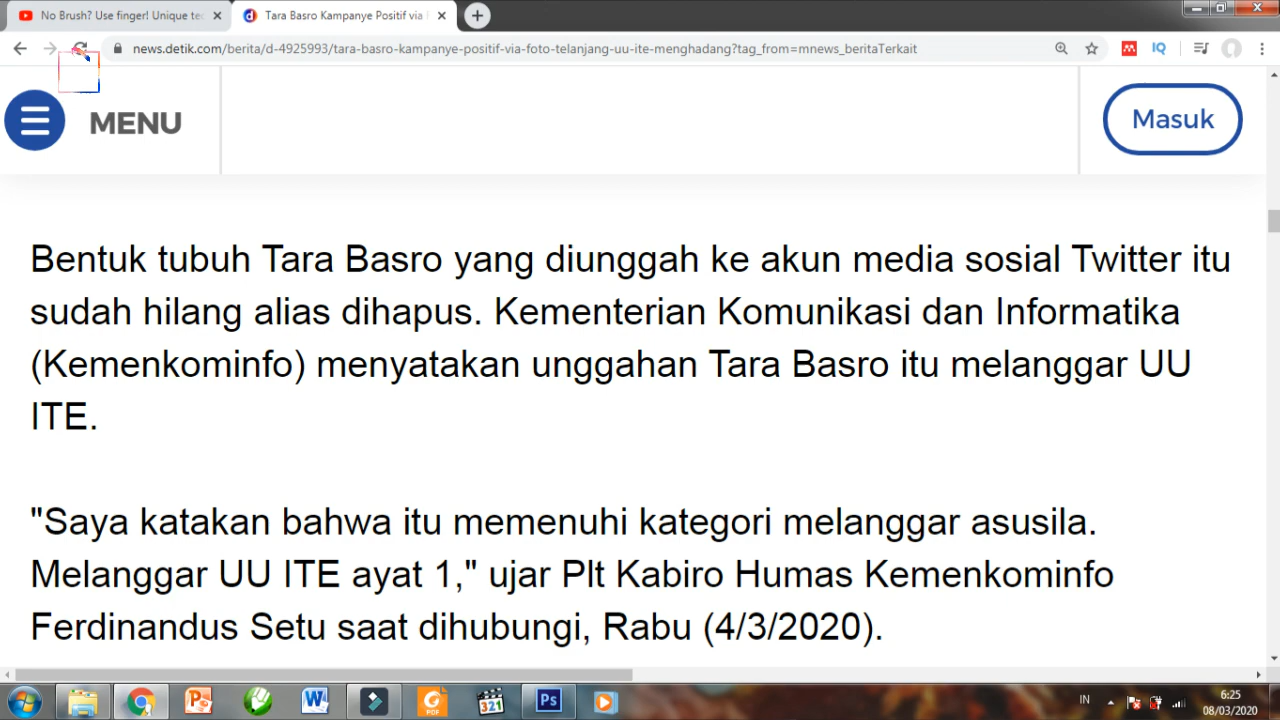 No Brush? Use finger! Unique te
Tara Basro Kampanye Positif via
news.detik.com/berita/d-4925993/tara-basro-kampanye-positif-via-foto-telanjang-uu-ite-menghadang?tag_from=mnews_beritaTerkait
IQ
MENU
Masuk
Bentuk tubuh Tara Basro yang diunggah ke akun media sosial Twitter itu
sudah hilang alias dihapus. Kementerian Komunikasi dan Informatika
(Kemenkominfo) menyatakan unggahan Tara Basro itu melanggar UU
ITE.
"Saya katakan bahwa itu memenuhi kategori melanggar asusila.
Melanggar UU ITE ayat 1," ujar Plt Kabiro Humas Kemenkominfo
Ferdinandus Setu saat dihubungi, Rabu (4/3/2020).
PDF
321
Ps
IN
6:25
08/03/2020